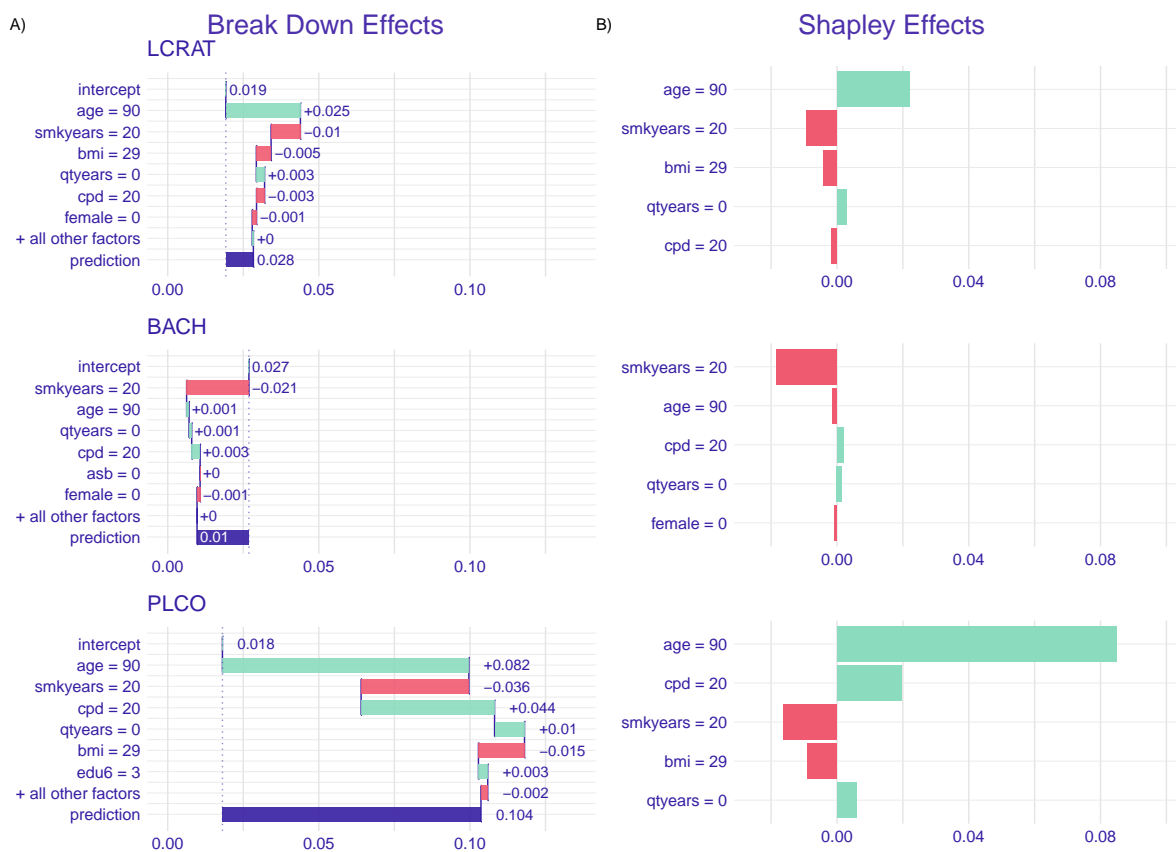 A)
Break Down Effects
LCRAT
intercept 0.019
age = 90 +0.025
smkyears = 20 −0.01
bmi = 29 −0.005
qtyears = 0 +0.003
cpd = 20 −0.003
female = 0 −0.001
+ all other factors +0
prediction 0.028
0.00 0.05 0.10
BACH
intercept 0.027
smkyears = 20 −0.021
age = 90 +0.001
qtyears = 0 +0.001
cpd = 20 +0.003
asb = 0 +0
female = 0 −0.001
+ all other factors +0
prediction 0.01
0.00 0.05 0.10
PLCO
intercept 0.018
age = 90 +0.082
smkyears = 20 −0.036
cpd = 20 +0.044
qtyears = 0 +0.01
bmi = 29 −0.015
edu6 = 3 +0.003
+ all other factors −0.002
prediction 0.104
0.00 0.05 0.10
B)
Shapley Effects
age = 90
smkyears = 20
bmi = 29
qtyears = 0
cpd = 20
0.00 0.04 0.08
smkyears = 20
age = 90
cpd = 20
qtyears = 0
female = 0
0.00 0.04 0.08
age = 90
cpd = 20
smkyears = 20
bmi = 29
qtyears = 0
0.00 0.04 0.08